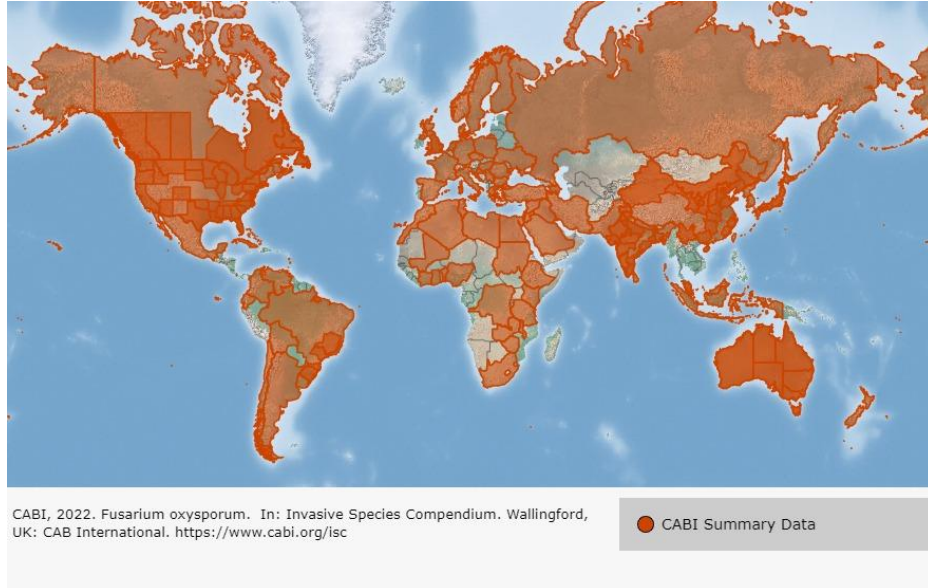 CABI, 2022. Fusarium oxysporum. In: Invasive Species Compendium. Wallingford,
UK: CAB International. https://www.cabi.org/isc
CABI Summary Data